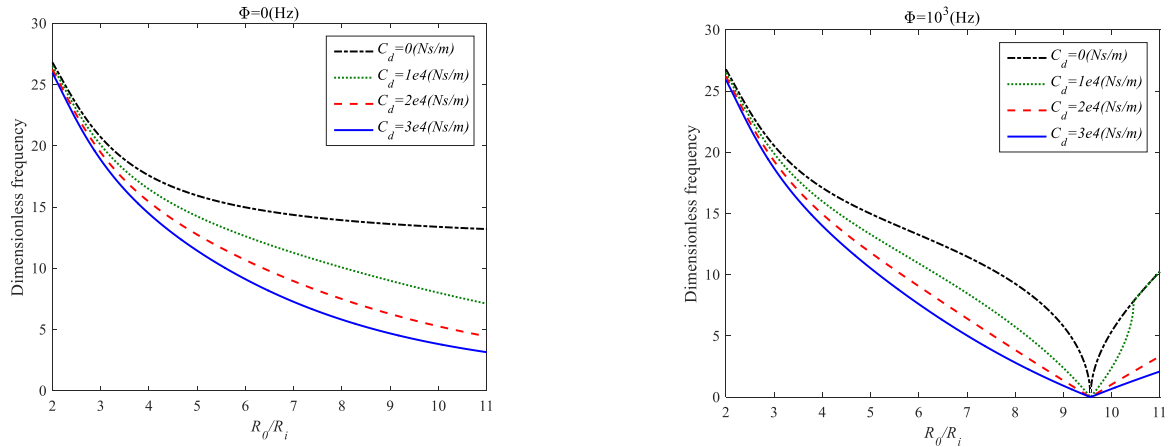 Φ=0(Hz)
30
25
20
15
10
5
0
Dimensionless frequency
C_d=0(Ns/m)
C_d=1e4(Ns/m)
C_d=2e4(Ns/m)
C_d=3e4(Ns/m)
2 3 4 5 6 7 8 9 10 11
R_0/R_i
Φ=10^3(Hz)
30
25
20
15
10
5
0
Dimensionless frequency
C_d=0(Ns/m)
C_d=1e4(Ns/m)
C_d=2e4(Ns/m)
C_d=3e4(Ns/m)
2 3 4 5 6 7 8 9 10 11
R_0/R_i